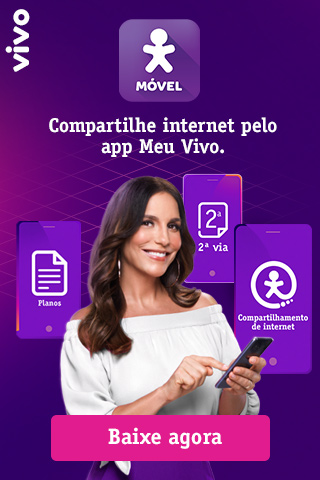 vivo
MÓVEL
Compartilhe internet pelo
app Meu Vivo.
2ª
2ª via
Planos
Compartilhamento
de internet
Baixe agora